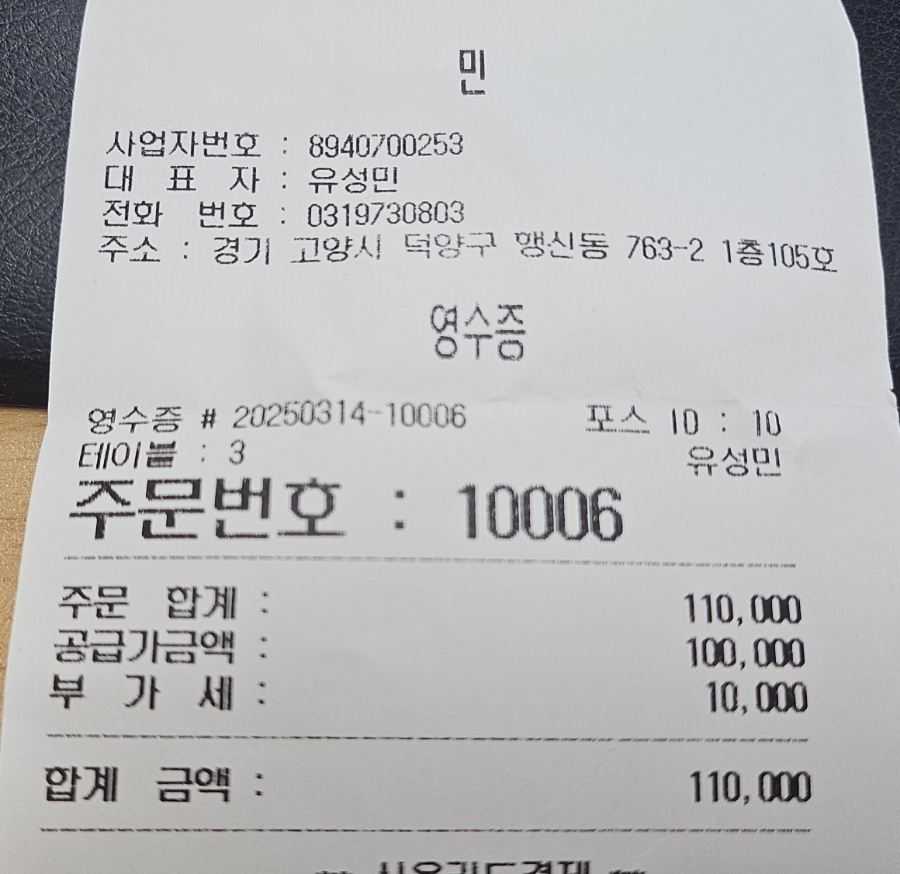 민
사업자번호 : 8940700253
대 표 자 : 유성민
전화 번호 : 0319730803
주소 : 경기 고양시 덕양구 행신동 763-2 1층105호
영수증
영수증 # 20250314-10006 포스 ID : 10
테이블 : 3 유성민
주문번호 : 10006
주문 합계 : 110,000
공급가금액 : 100,000
부 가 세 : 10,000
합계 금액 : 110,000